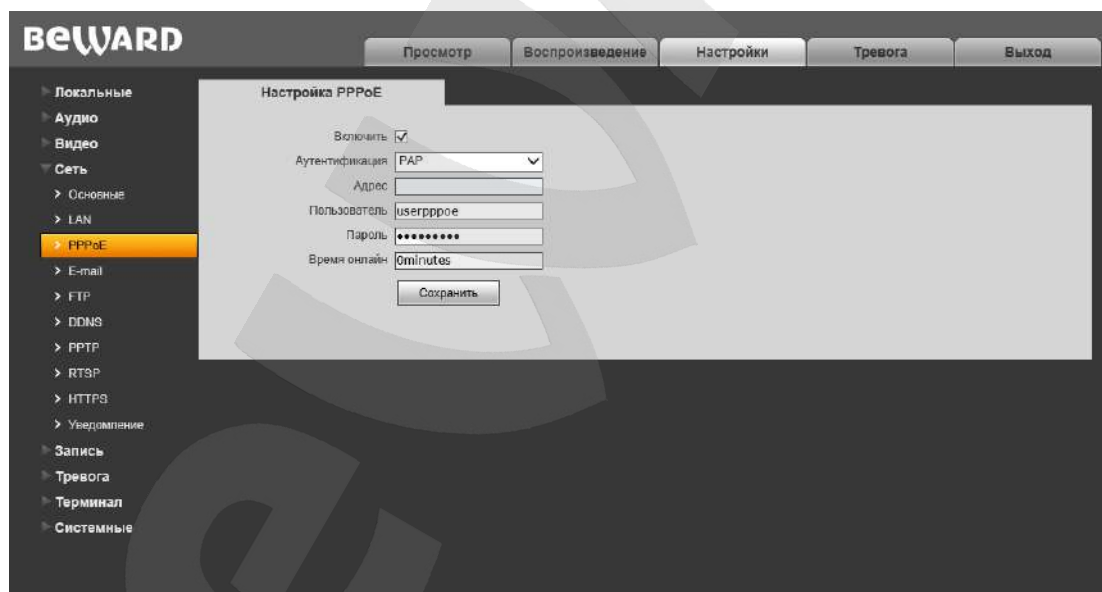 BEWARD
Просмотр
Воспроизведение
Настройки
Тревога
Выход
Локальные
Аудио
Видео
Сеть
> Основные
> LAN
> PPPoE
> E-mail
> FTP
> DDNS
> PPTP
> RTSP
> HTTPS
> Уведомление
Запись
Тревога
Терминал
Системные
Настройка PPPoE
Включить
Аутентификация PAP
Адрес
Пользователь userpppoe
Пароль •••••••••
Время онлайн 0minutes
Сохранить